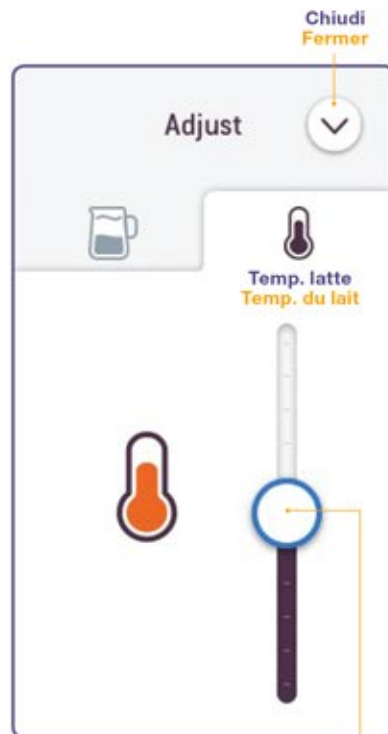 Chiudi
Fermer
Adjust
Temp. latte
Temp. du lait